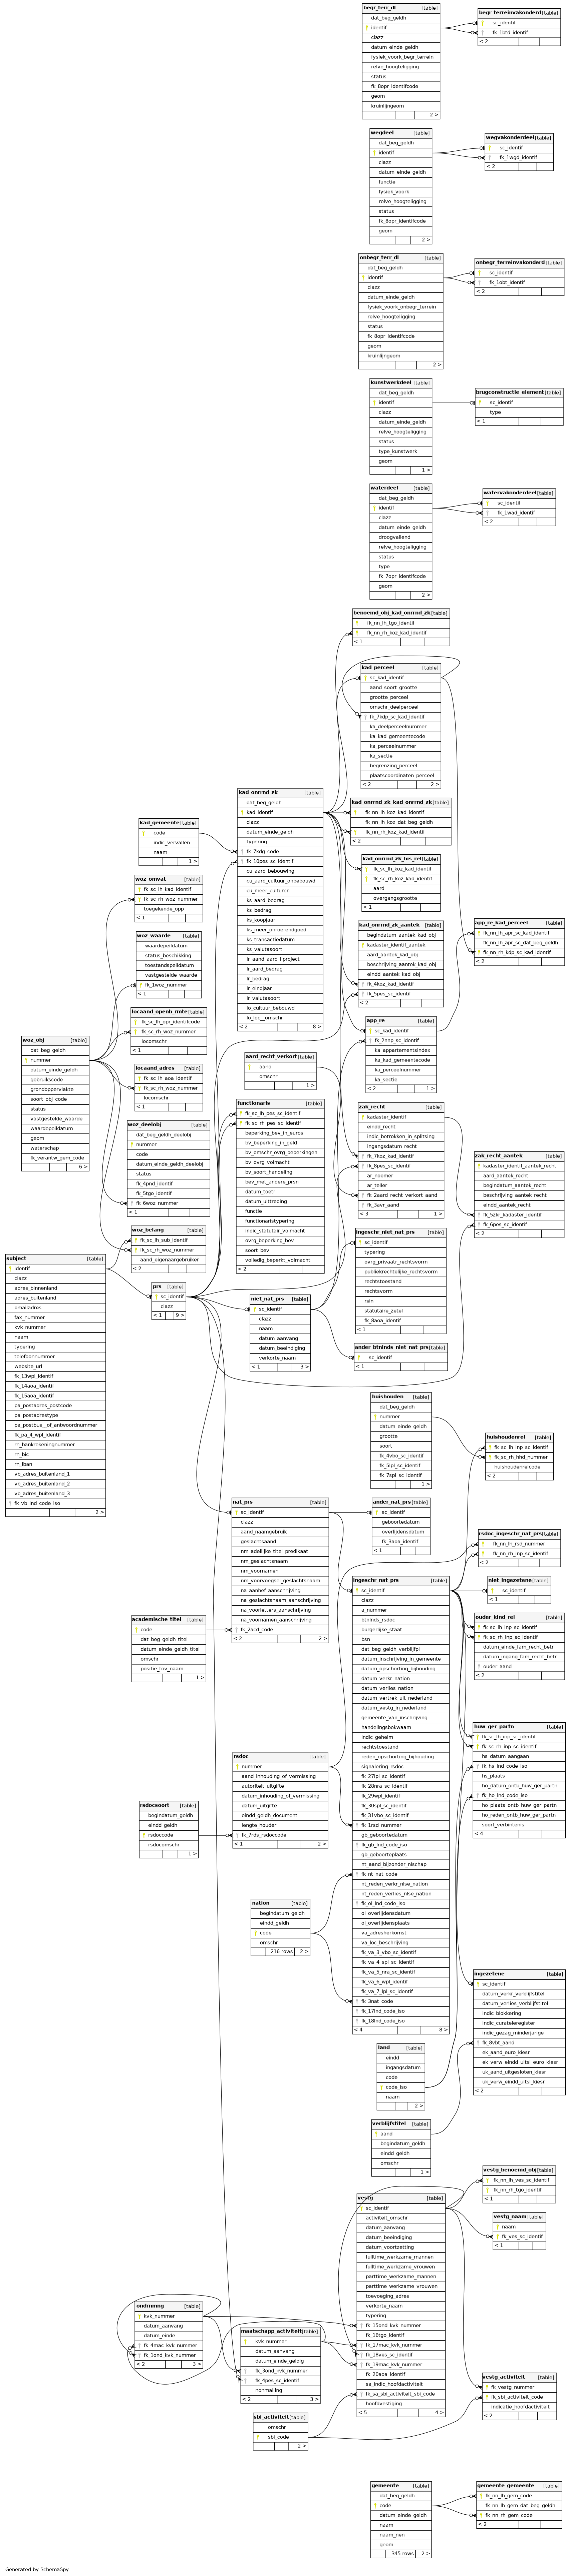 begr_terr_dl [table]
dat_beg_geldh
identif
clazz
datum_einde_geldh
fysiek_voork_begr_terrein
relve_hoogteligging
status
fk_8opr_identifcode
geom
kruinlijngeom
2 >
begr_terreinvakonderd [table]
sc_identif
fk_1btd_identif
< 2
wegdeel [table]
dat_beg_geldh
identif
clazz
datum_einde_geldh
functie
fysiek_voork
relve_hoogteligging
status
fk_8opr_identifcode
geom
2 >
wegvakonderdeel [table]
sc_identif
fk_1wgd_identif
< 2
onbegr_terr_dl [table]
dat_beg_geldh
identif
clazz
datum_einde_geldh
fysiek_voork_onbegr_terrein
relve_hoogteligging
status
fk_8opr_identifcode
geom
kruinlijngeom
2 >
onbegr_terreinvakonderd [table]
sc_identif
fk_1obt_identif
< 2
kunstwerkdeel [table]
dat_beg_geldh
identif
clazz
datum_einde_geldh
relve_hoogteligging
status
type_kunstwerk
geom
1 >
brugconstructie_element [table]
sc_identif
type
< 1
waterdeel [table]
dat_beg_geldh
identif
clazz
datum_einde_geldh
droogvallend
relve_hoogteligging
status
type
fk_7opr_identifcode
geom
2 >
watervakonderdeel [table]
sc_identif
fk_1wad_identif
< 2
benoemd_obj_kad_onrrnd_zk [table]
fk_nn_lh_tgo_identif
fk_nn_rh_koz_kad_identif
< 1
kad_perceel [table]
sc_kad_identif
aand_soort_grootte
grootte_perceel
omschr_deelperceel
fk_7kdp_sc_kad_identif
ka_deelperceelnummer
ka_kad_gemeentecode
ka_perceelnummer
ka_sectie
begrenzing_perceel
plaatscoordinaten_perceel
< 2 2 >
kad_onrrnd_zk [table]
dat_beg_geldh
kad_identif
clazz
datum_einde_geldh
typering
fk_7kdg_code
fk_10pes_sc_identif
cu_aard_bebouwing
cu_aard_cultuur_onbebouwd
cu_meer_culturen
ks_aard_bedrag
ks_bedrag
ks_koopjaar
ks_meer_onroerendgoed
ks_transactiedatum
ks_valutasoort
lr_aand_aard_liproject
lr_aard_bedrag
lr_bedrag
lr_eindjaar
lr_valutasoort
lo_cultuur_bebouwd
lo_loc__omschr
< 2 8 >
kad_onrrnd_zk_kad_onrrnd_zk [table]
fk_nn_lh_koz_kad_identif
fk_nn_lh_koz_dat_beg_geldh
fk_nn_rh_koz_kad_identif
< 2
kad_gemeente [table]
code
indic_vervallen
naam
1 >
kad_onrrnd_zk_his_rel [table]
fk_sc_lh_koz_kad_identif
fk_sc_rh_koz_kad_identif
aard
overgangsgrootte
< 1
woz_omvat [table]
fk_sc_lh_kad_identif
fk_sc_rh_woz_nummer
toegekende_opp
< 1
kad_onrrnd_zk_aantek [table]
begindatum_aantek_kad_obj
kadaster_identif_aantek
aard_aantek_kad_obj
beschrijving_aantek_kad_obj
eindd_aantek_kad_obj
fk_4koz_kad_identif
fk_5pes_sc_identif
< 2
app_re_kad_perceel [table]
fk_nn_lh_apr_sc_kad_identif
fk_nn_lh_apr_sc_dat_beg_geldh
fk_nn_rh_kdp_sc_kad_identif
< 2
woz_waarde [table]
waardepeildatum
status_beschikking
toestandspeildatum
vastgestelde_waarde
fk_1woz_nummer
< 1
locaand_openb_rmte [table]
fk_sc_lh_opr_identifcode
fk_sc_rh_woz_nummer
locomschr
< 1
app_re [table]
sc_kad_identif
fk_2nnp_sc_identif
ka_appartementsindex
ka_kad_gemeentecode
ka_perceelnummer
ka_sectie
< 2 1 >
woz_obj [table]
dat_beg_geldh
nummer
datum_einde_geldh
gebruikscode
grondoppervlakte
soort_obj_code
status
vastgestelde_waarde
waardepeildatum
geom
waterschap
fk_verantw_gem_code
6 >
locaand_adres [table]
fk_sc_lh_aoa_identif
fk_sc_rh_woz_nummer
locomschr
< 1
aard_recht_verkort [table]
aand
omschr
1 >
functionaris [table]
fk_sc_lh_pes_sc_identif
fk_sc_rh_pes_sc_identif
beperking_bev_in_euros
bv_beperking_in_geld
bv_omschr_ovrg_beperkingen
bv_ovrg_volmacht
bv_soort_handeling
bev_met_andere_prsn
datum_toetr
datum_uittreding
functie
functionaristypering
indic_statutair_volmacht
ovrg_beperking_bev
soort_bev
volledig_beperkt_volmacht
< 2
zak_recht [table]
kadaster_identif
eindd_recht
indic_betrokken_in_splitsing
ingangsdatum_recht
fk_7koz_kad_identif
fk_8pes_sc_identif
ar_noemer
ar_teller
fk_2aard_recht_verkort_aand
fk_3avr_aand
< 3 1 >
woz_deelobj [table]
dat_beg_geldh_deelobj
nummer
code
datum_einde_geldh_deelobj
status
fk_4pnd_identif
fk_5tgo_identif
fk_6woz_nummer
< 1
zak_recht_aantek [table]
kadaster_identif_aantek_recht
aard_aantek_recht
begindatum_aantek_recht
beschrijving_aantek_recht
eindd_aantek_recht
fk_5zkr_kadaster_identif
fk_6pes_sc_identif
< 2
woz_belang [table]
fk_sc_lh_sub_identif
fk_sc_rh_woz_nummer
aand_eigenaargebruiker
< 2
ingeschr_niet_nat_prs [table]
sc_identif
typering
ovrg_privaatr_rechtsvorm
publiekrechtelijke_rechtsvorm
rechtstoestand
rechtsvorm
rsin
statutaire_zetel
fk_8aoa_identif
< 1
subject [table]
identif
clazz
adres_binnenland
adres_buitenland
emailadres
fax_nummer
kvk_nummer
naam
typering
telefoonnummer
website_url
fk_13wpl_identif
fk_14aoa_identif
fk_15aoa_identif
pa_postadres_postcode
pa_postadrestype
pa_postbus__of_antwoordnummer
fk_pa_4_wpl_identif
rn_bankrekeningnummer
rn_bic
rn_iban
vb_adres_buitenland_1
vb_adres_buitenland_2
vb_adres_buitenland_3
fk_vb_lnd_code_iso
2 >
prs [table]
sc_identif
clazz
< 1 9 >
niet_nat_prs [table]
sc_identif
clazz
naam
datum_aanvang
datum_beeindiging
verkorte_naam
< 1 3 >
ander_btnlnds_niet_nat_prs [table]
sc_identif
< 1
huishouden [table]
dat_beg_geldh
nummer
datum_einde_geldh
grootte
soort
fk_4vbo_sc_identif
fk_5lpl_sc_identif
fk_7spl_sc_identif
1 >
huishoudenrel [table]
fk_sc_lh_inp_sc_identif
fk_sc_rh_hhd_nummer
huishoudenrelcode
< 2
nat_prs [table]
sc_identif
clazz
aand_naamgebruik
geslachtsaand
nm_adellijke_titel_predikaat
nm_geslachtsnaam
nm_voornamen
nm_voorvoegsel_geslachtsnaam
na_aanhef_aanschrijving
na_geslachtsnaam_aanschrijving
na_voorletters_aanschrijving
na_voornamen_aanschrijving
fk_2acd_code
< 2 2 >
ander_nat_prs [table]
sc_identif
geboortedatum
overlijdensdatum
fk_3aoa_identif
< 1
rsdoc_ingeschr_nat_prs [table]
fk_nn_lh_rsd_nummer
fk_nn_rh_inp_sc_identif
< 2
niet_ingezetene [table]
sc_identif
< 1
ingeschr_nat_prs [table]
sc_identif
clazz
a_nummer
btnlnds_rsdoc
burgerlijke_staat
bsn
dat_beg_geldh_verblijfpl
datum_inschrijving_in_gemeente
datum_opschorting_bijhouding
datum_verkr_nation
datum_verlies_nation
datum_vertrek_uit_nederland
datum_vestg_in_nederland
gemeente_van_inschrijving
handelingsbekwaam
indic_geheim
rechtstoestand
reden_opschorting_bijhouding
signalering_rsdoc
fk_27lpl_sc_identif
fk_28nra_sc_identif
fk_29wpl_identif
fk_30spl_sc_identif
fk_31vbo_sc_identif
fk_1rsd_nummer
gb_geboortedatum
fk_gb_lnd_code_iso
gb_geboorteplaats
nt_aand_bijzonder_nlschap
fk_nt_nat_code
nt_reden_verkr_nlse_nation
nt_reden_verlies_nlse_nation
fk_ol_lnd_code_iso
ol_overlijdensdatum
ol_overlijdensplaats
va_adresherkomst
va_loc_beschrijving
fk_va_3_vbo_sc_identif
fk_va_4_spl_sc_identif
fk_va_5_nra_sc_identif
fk_va_6_wpl_identif
fk_va_7_lpl_sc_identif
fk_3nat_code
fk_17lnd_code_iso
fk_18lnd_code_iso
< 4 8 >
ouder_kind_rel [table]
fk_sc_lh_inp_sc_identif
fk_sc_rh_inp_sc_identif
datum_einde_fam_recht_betr
datum_ingang_fam_recht_betr
ouder_aand
< 2
academische_titel [table]
code
dat_beg_geldh_titel
datum_einde_geldh_titel
omschr
positie_tov_naam
1 >
huw_ger_partn [table]
fk_sc_lh_inp_sc_identif
fk_sc_rh_inp_sc_identif
hs_datum_aangaan
fk_hs_lnd_code_iso
hs_plaats
ho_datum_ontb_huw_ger_partn
fk_ho_lnd_code_iso
ho_plaats_ontb_huw_ger_partn
ho_reden_ontb_huw_ger_partn
soort_verbintenis
< 4
rsdoc [table]
nummer
aand_inhouding_of_vermissing
autoriteit_uitgifte
datum_inhouding_of_vermissing
datum_uitgifte
eindd_geldh_document
lengte_houder
fk_7rds_rsdoccode
< 1 2 >
rsdocsoort [table]
begindatum_geldh
eindd_geldh
rsdoccode
rsdocomschr
1 >
nation [table]
begindatum_geldh
eindd_geldh
code
omschr
216 rows 2 >
ingezetene [table]
sc_identif
datum_verkr_verblijfstitel
datum_verlies_verblijfstitel
indic_blokkering
indic_curateleregister
indic_gezag_minderjarige
fk_8vbt_aand
ek_aand_euro_kiesr
ek_verw_eindd_uitsl_euro_kiesr
uk_aand_uitgesloten_kiesr
uk_verw_eindd_uitsl_kiesr
< 2
land [table]
eindd
ingangsdatum
code
code_iso
naam
2 >
verblijfstitel [table]
aand
begindatum_geldh
eindd_geldh
omschr
1 >
vestg_benoemd_obj [table]
fk_nn_lh_ves_sc_identif
fk_nn_rh_tgo_identif
< 1
vestg [table]
sc_identif
activiteit_omschr
datum_aanvang
datum_beeindiging
datum_voortzetting
fulltime_werkzame_mannen
fulltime_werkzame_vrouwen
parttime_werkzame_mannen
parttime_werkzame_vrouwen
toevoeging_adres
verkorte_naam
typering
fk_15ond_kvk_nummer
fk_16tgo_identif
fk_17mac_kvk_nummer
fk_18ves_sc_identif
fk_19mac_kvk_nummer
fk_20aoa_identif
sa_indic_hoofdactiviteit
fk_sa_sbi_activiteit_sbi_code
hoofdvestiging
< 5 4 >
vestg_naam [table]
naam
fk_ves_sc_identif
< 1
ondrnmng [table]
kvk_nummer
datum_aanvang
datum_einde
fk_4mac_kvk_nummer
fk_1ond_kvk_nummer
< 2 3 >
maatschapp_activiteit [table]
kvk_nummer
datum_aanvang
datum_einde_geldig
fk_3ond_kvk_nummer
fk_4pes_sc_identif
nonmailing
< 2 3 >
vestg_activiteit [table]
fk_vestg_nummer
fk_sbi_activiteit_code
indicatie_hoofdactiviteit
< 2
sbi_activiteit [table]
omschr
sbi_code
2 >
gemeente [table]
dat_beg_geldh
code
datum_einde_geldh
naam
naam_nen
geom
345 rows 2 >
gemeente_gemeente [table]
fk_nn_lh_gem_code
fk_nn_lh_gem_dat_beg_geldh
fk_nn_rh_gem_code
< 2
Generated by SchemaSpy